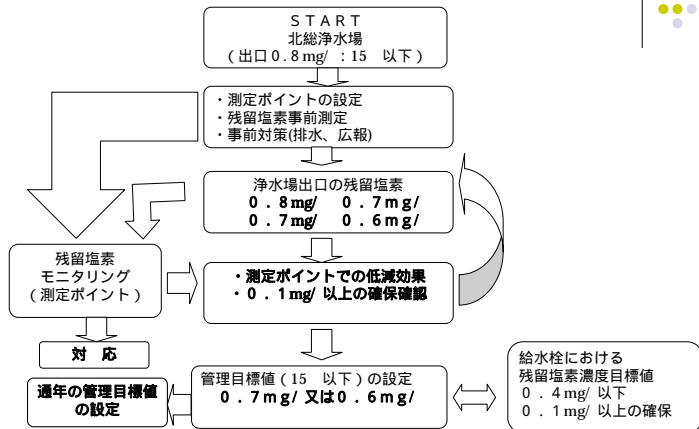 ＳＴＡＲＴ
北総浄水場
（出口０.８mg/　：15　以下）
・測定ポイントの設定
・残留塩素事前測定
・事前対策(排水、広報)
浄水場出口の残留塩素
０．８mg/　０．７ｍｇ/
０．７mg/　０．６ｍｇ/
残留塩素
モニタリング
（測定ポイント）
・測定ポイントでの低減効果
・０．１mg/ 以上の確保確認
対　応
管理目標値（15　以下）の設定
０．７ｍｇ/ 又は０．６ｍｇ/
通年の管理目標値
の設定
給水栓における
残留塩素濃度目標値
０．４ｍｇ/ 以下
０．１ｍｇ/ 以上の確保